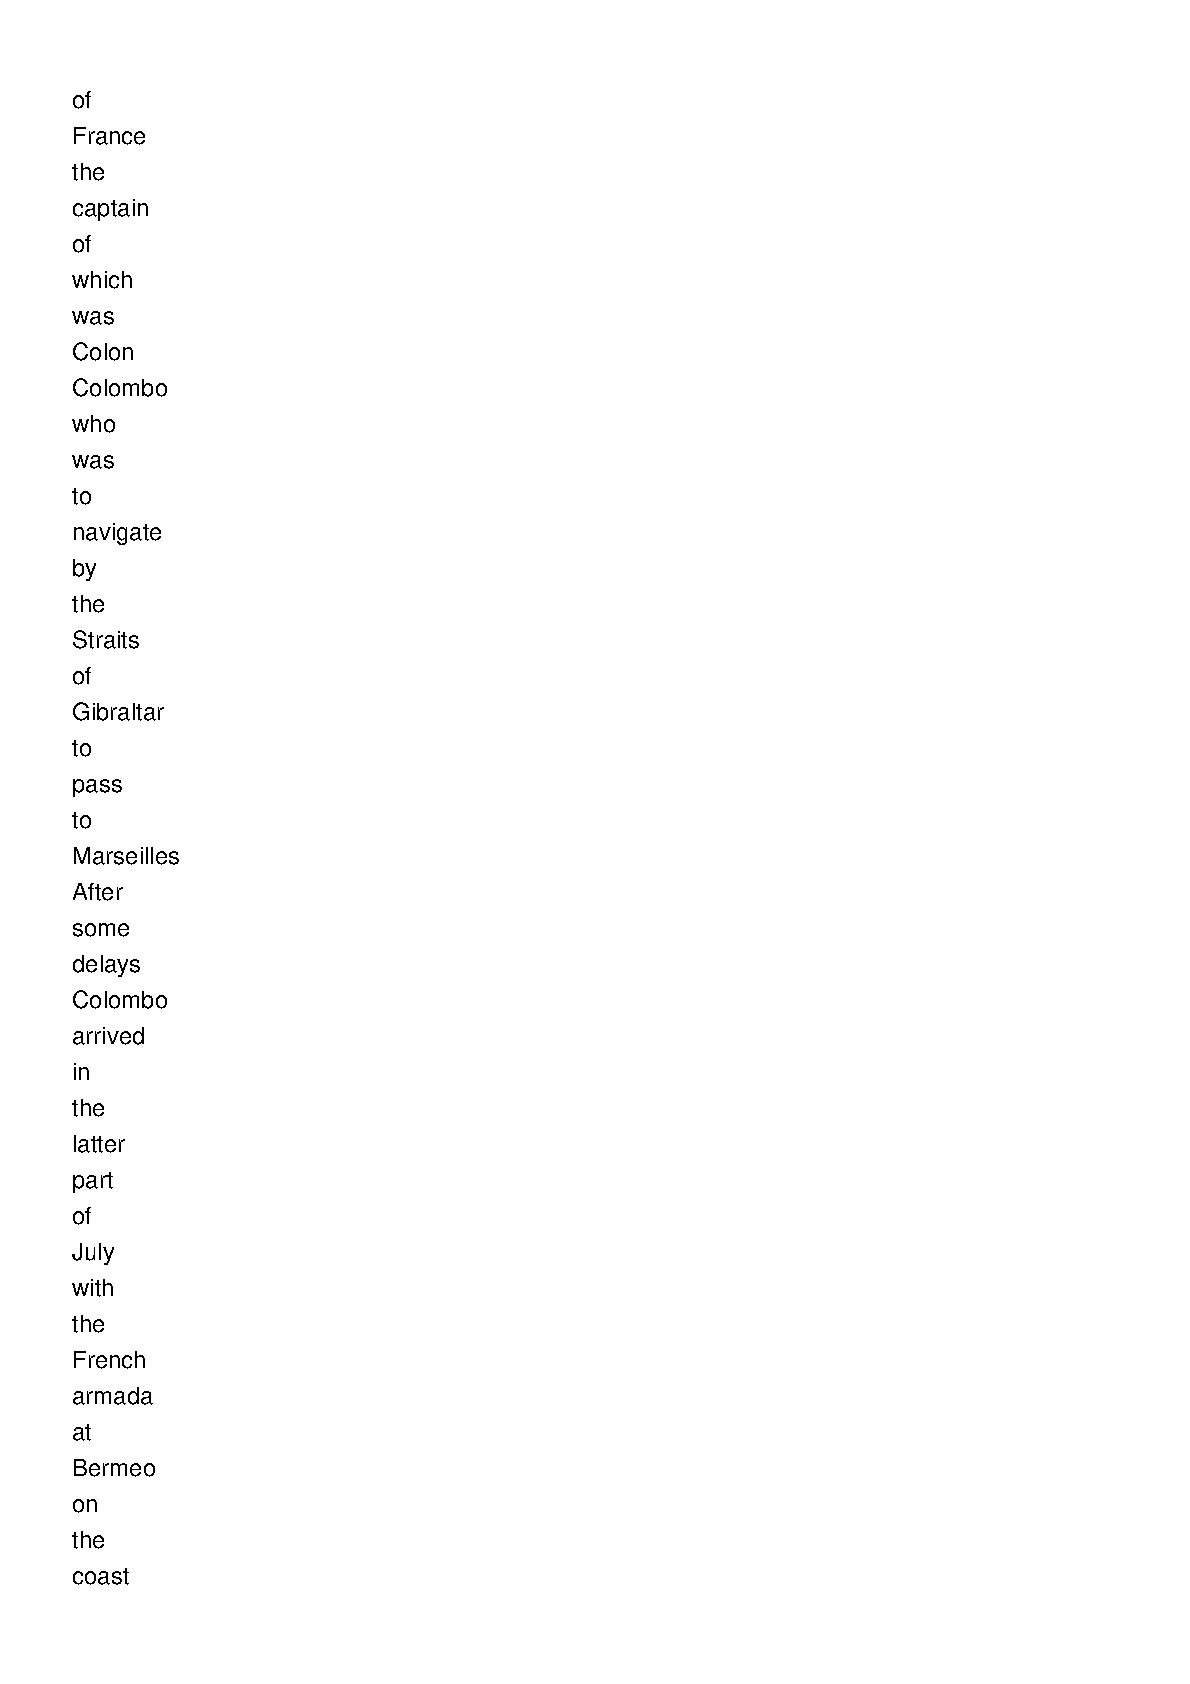 of
France
the
captain
of
which
was
Colon
Colombo
who
was
to
navigate
by
the
Straits
of
Gibraltar
to
pass
to
Marseilles
After
some
delays
Colombo
arrived
in
the
latter
part
of
July
with
the
French
armada
at
Bermeo
on
the
coast